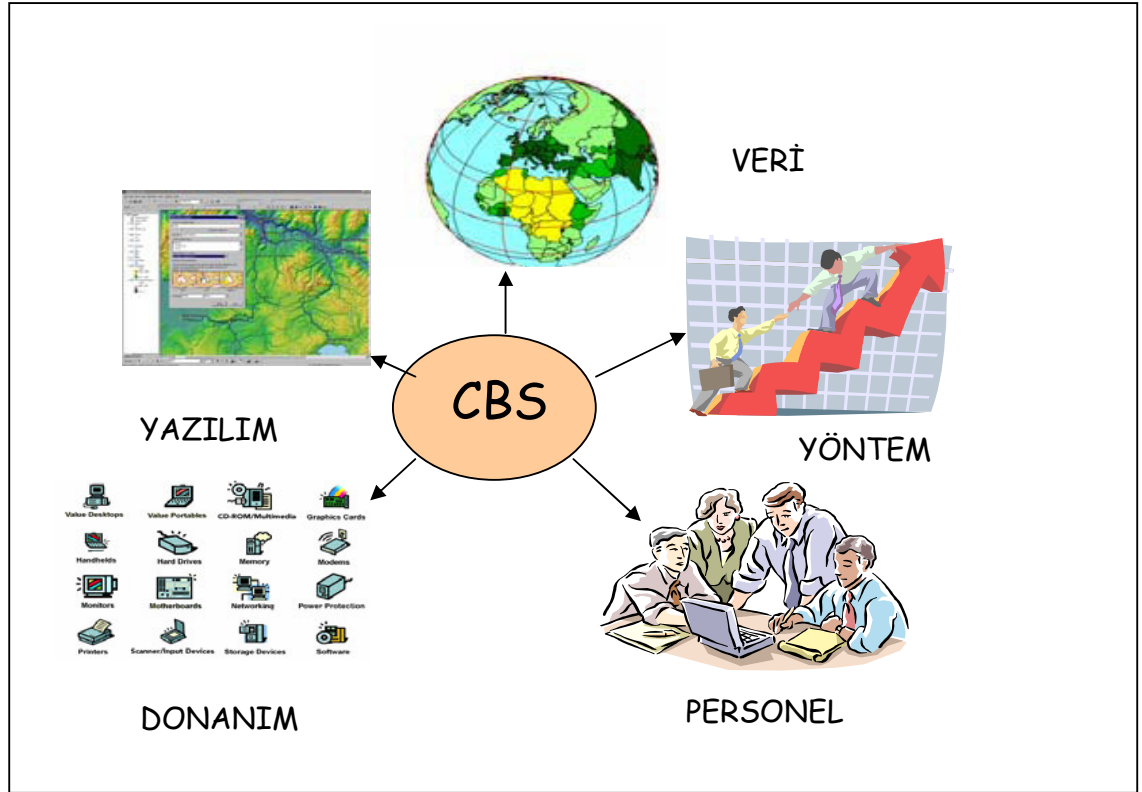 VERİ
CBS
YAZILIM
YÖNTEM
Value Desktops
Value Portables
CD-ROM/Multimedia
Graphics Cards
Handhelds
Hard Drives
Memory
Modems
Monitors
Motherboards
Networking
Power Protection
Printers
Scanner/Input Devices
Storage Devices
Software
DONANIM
PERSONEL